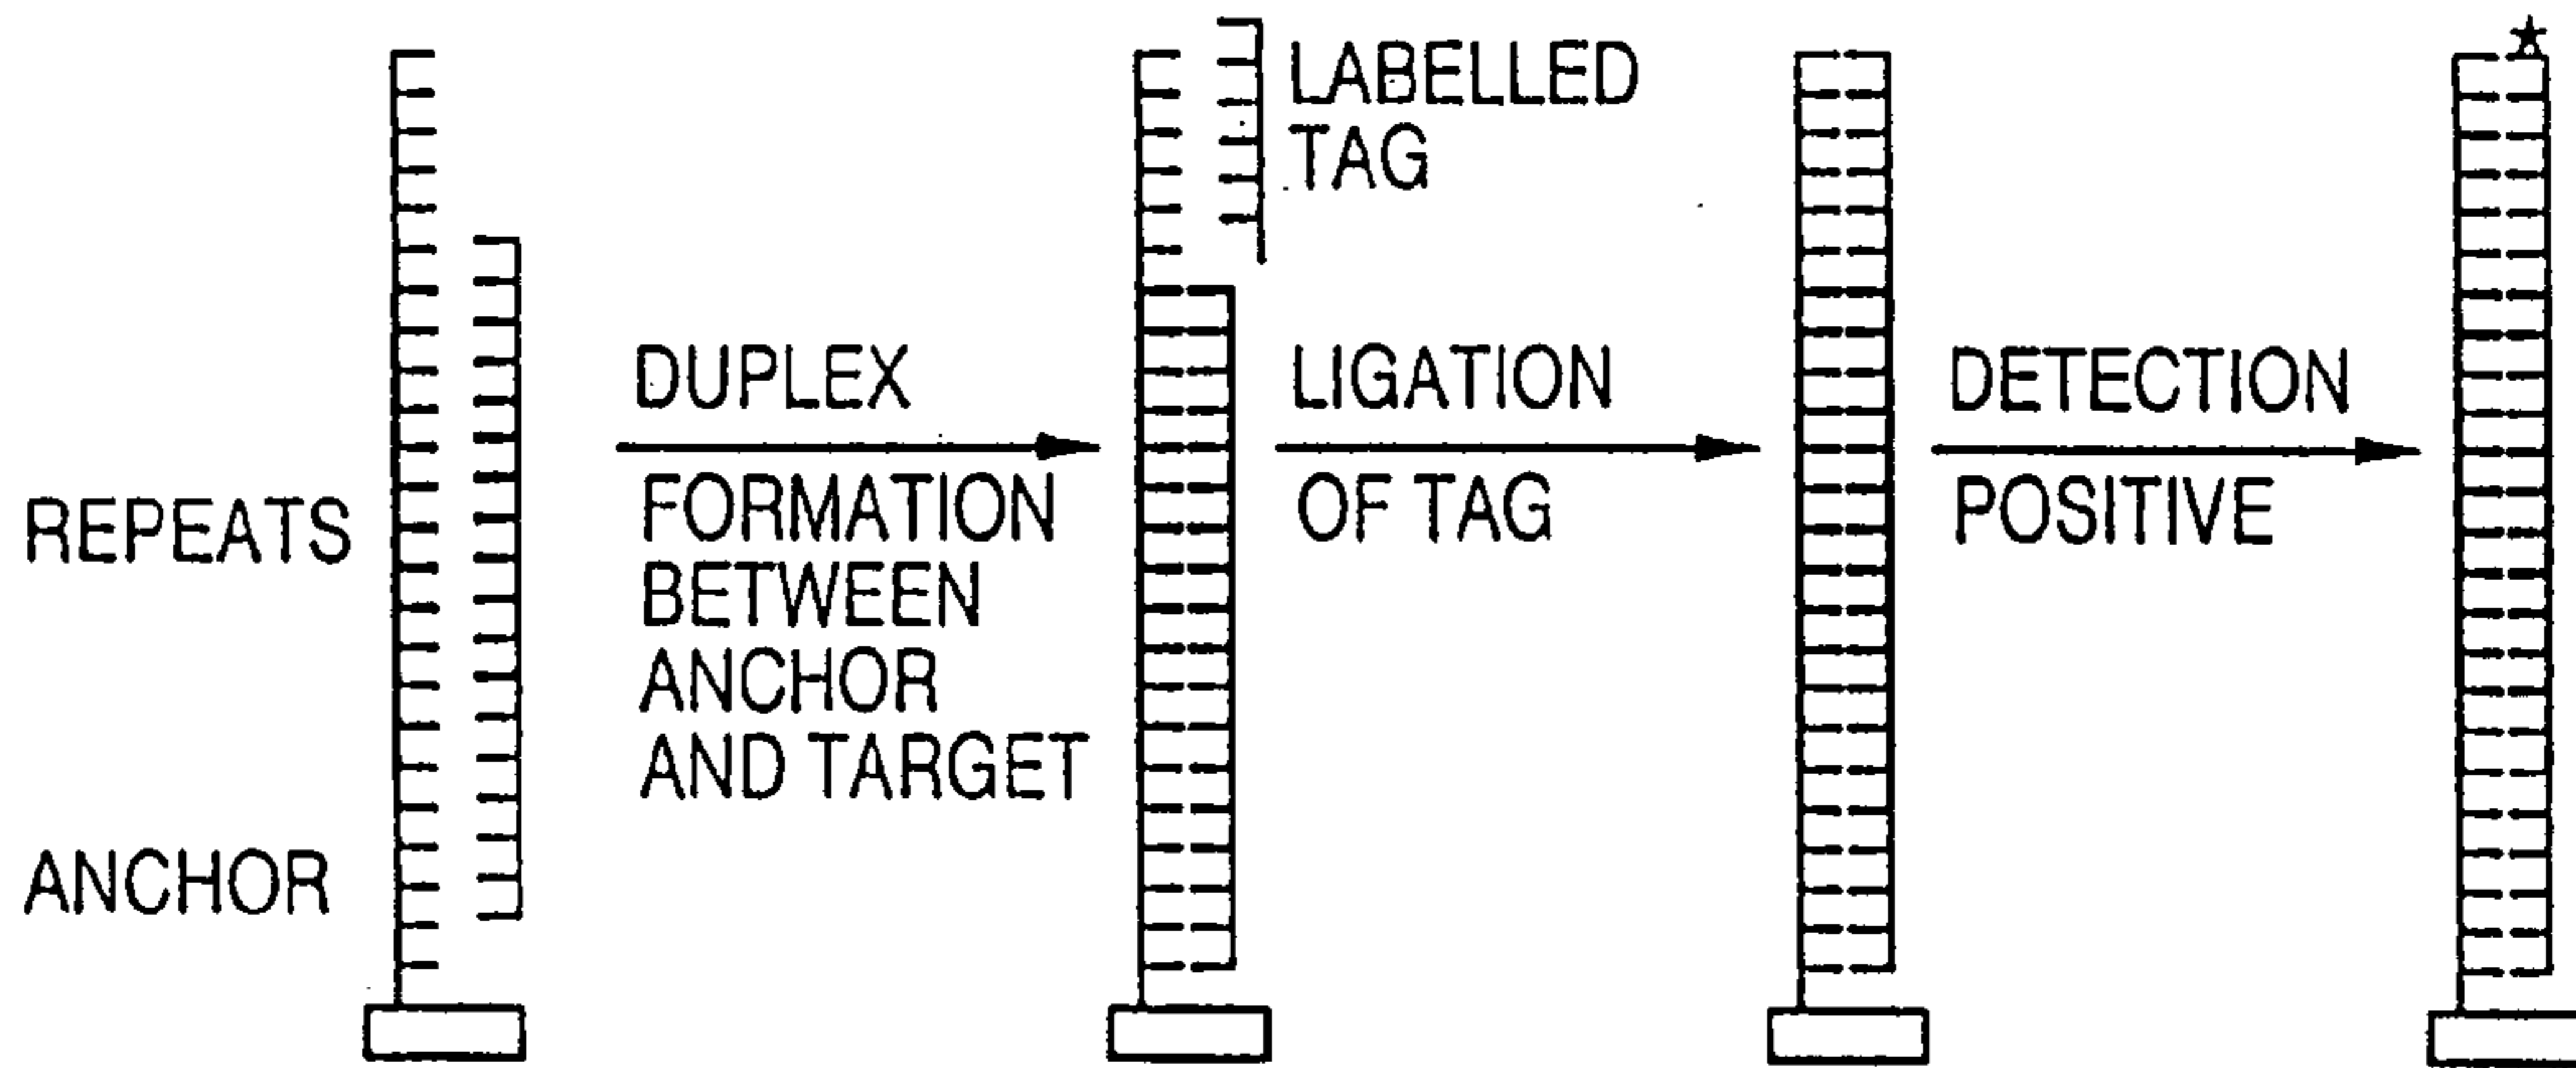 REPEATS
ANCHOR
DUPLEX
FORMATION
BETWEEN
ANCHOR
AND TARGET
LABELLED
TAG
LIGATION
OF TAG
DETECTION
POSITIVE